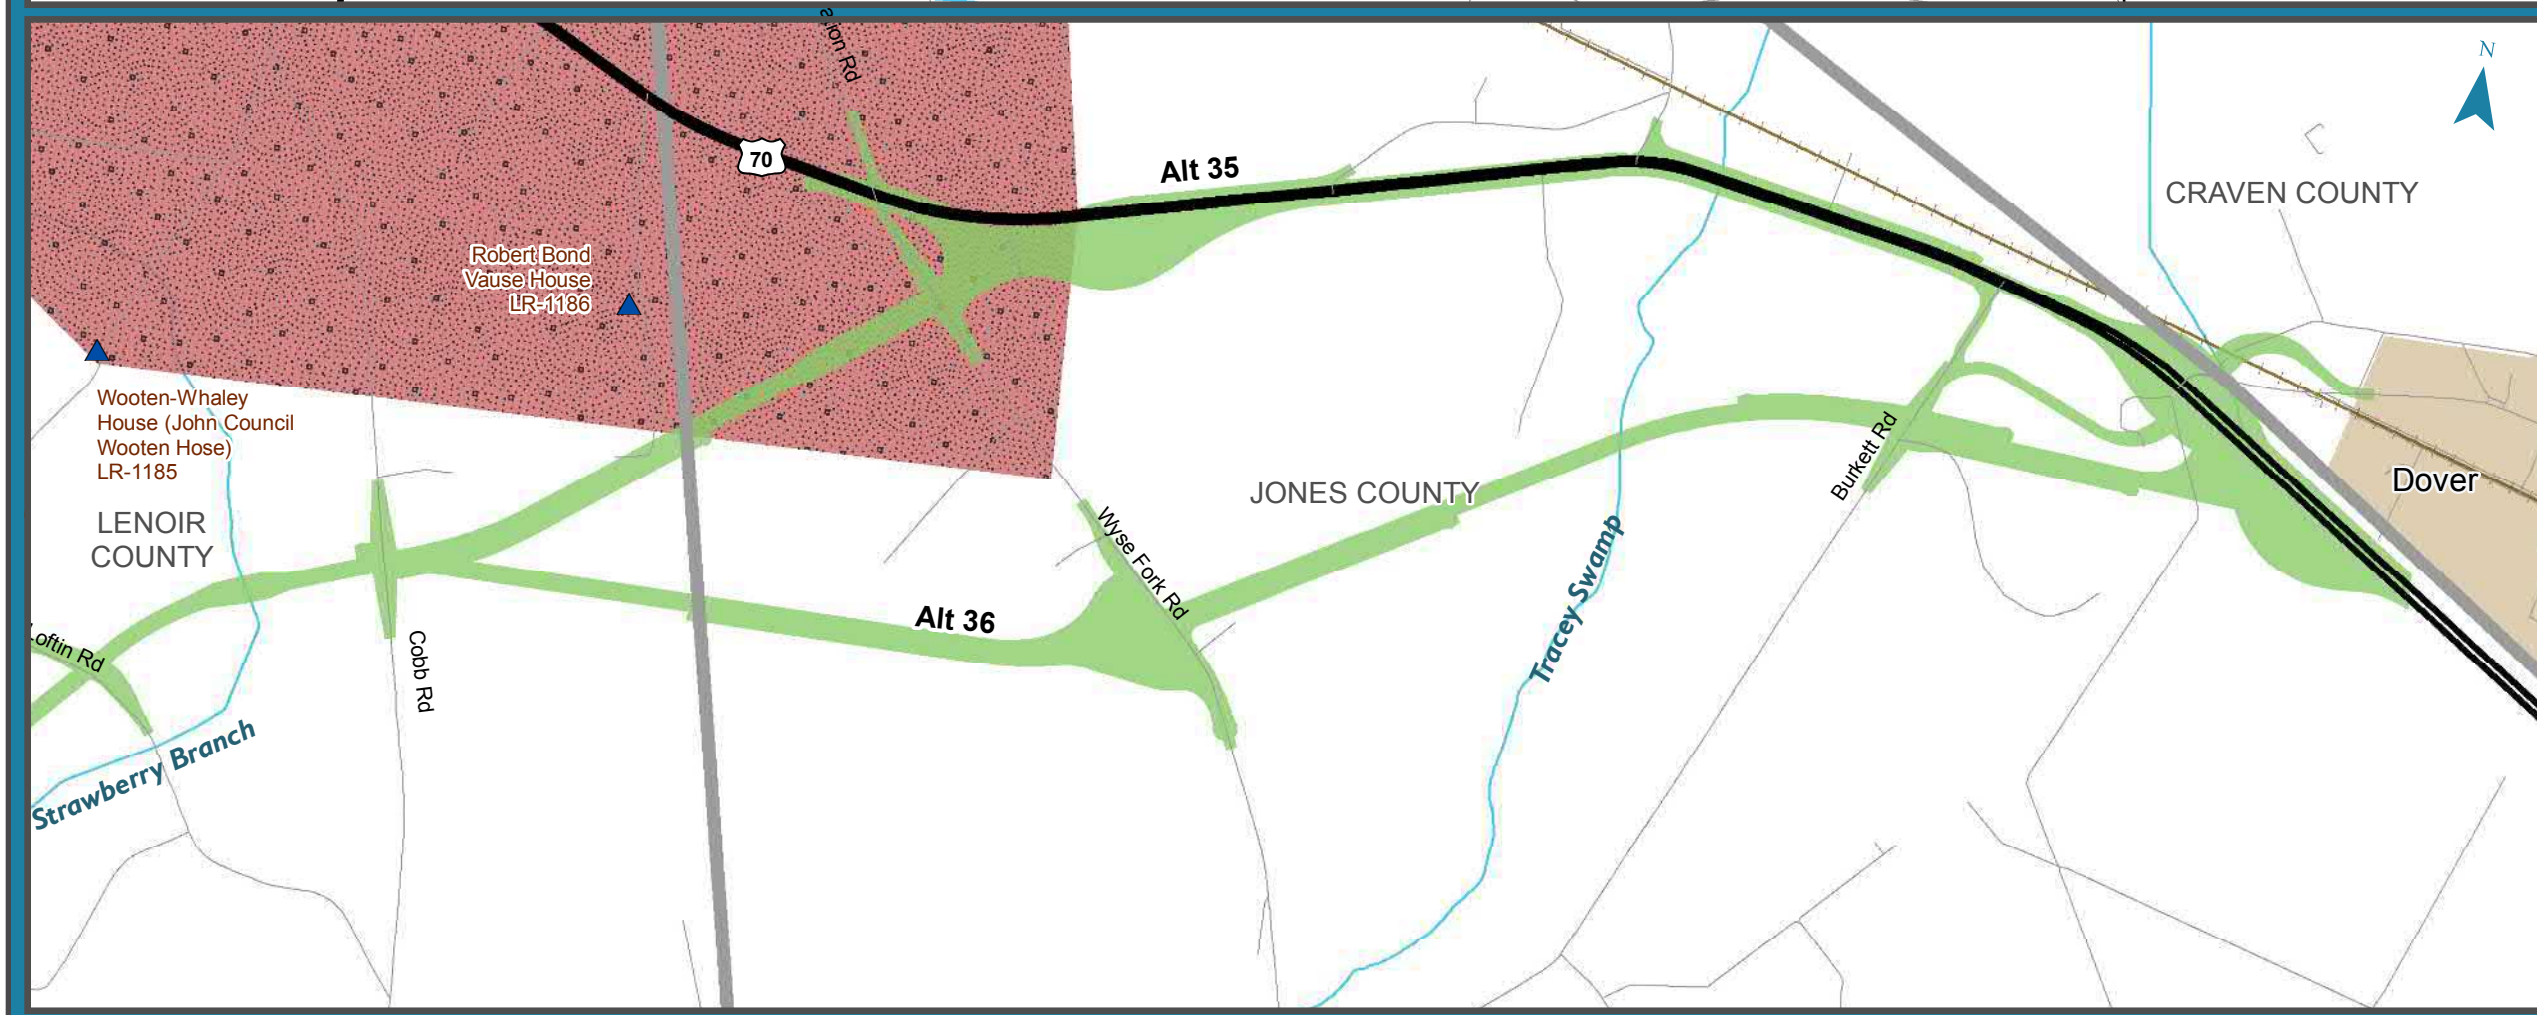 N
70
Alt 35
CRAVEN COUNTY
Robert Bond
Vause House
LR-1186
Wooten-Whaley
House (John Council
Wooten Hose)
LR-1185
LENOIR
COUNTY
JONES COUNTY
Burkett Rd
Dover
Wyse Fork Rd
Tracey Swamp
Alt 36
Loftin Rd
Cobb Rd
Strawberry Branch